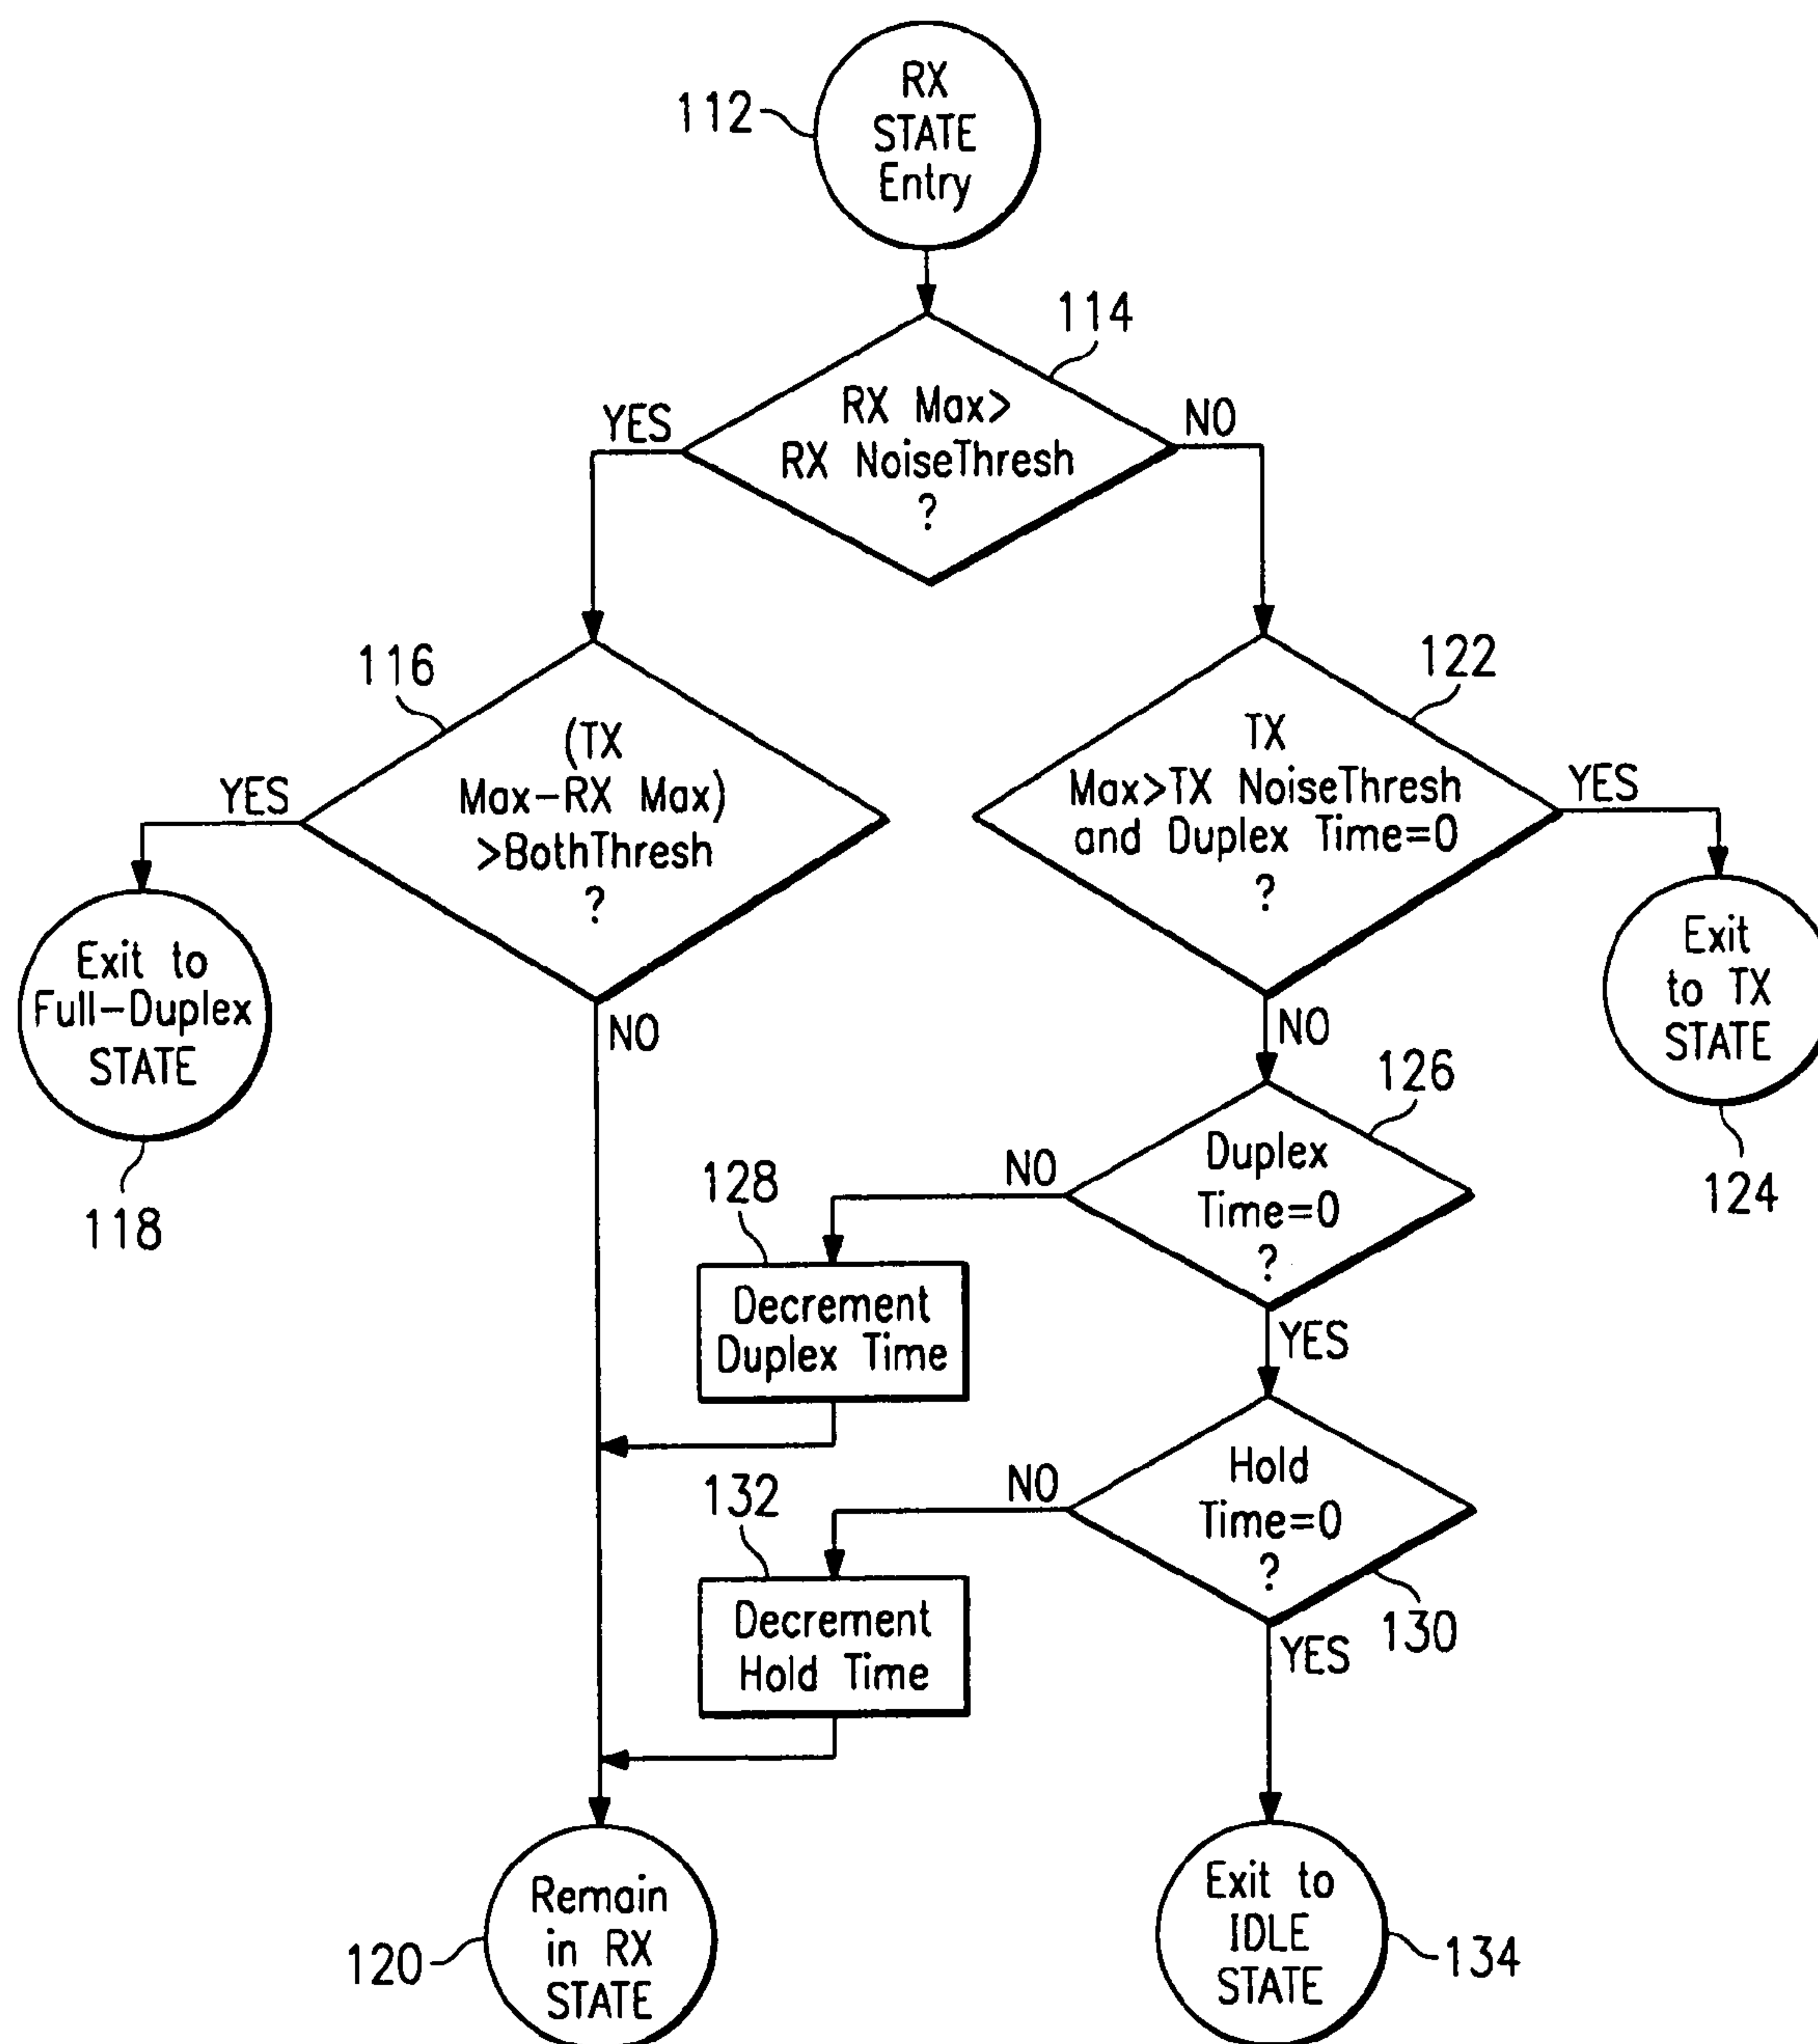 112
RX
STATE
Entry
114
RX Max>
RX NoiseThresh
?
YES
NO
116
(TX
Max-RX Max)
>BothThresh
?
YES
NO
122
TX
Max>TX NoiseThresh
and Duplex Time=0
?
YES
NO
Exit to
Full-Duplex
STATE
118
Exit
to TX
STATE
124
126
Duplex
Time=0
?
NO
YES
128
Decrement
Duplex Time
Hold
Time=0
?
NO
YES
130
132
Decrement
Hold Time
Remain
in RX
STATE
120
Exit to
IDLE
STATE
134